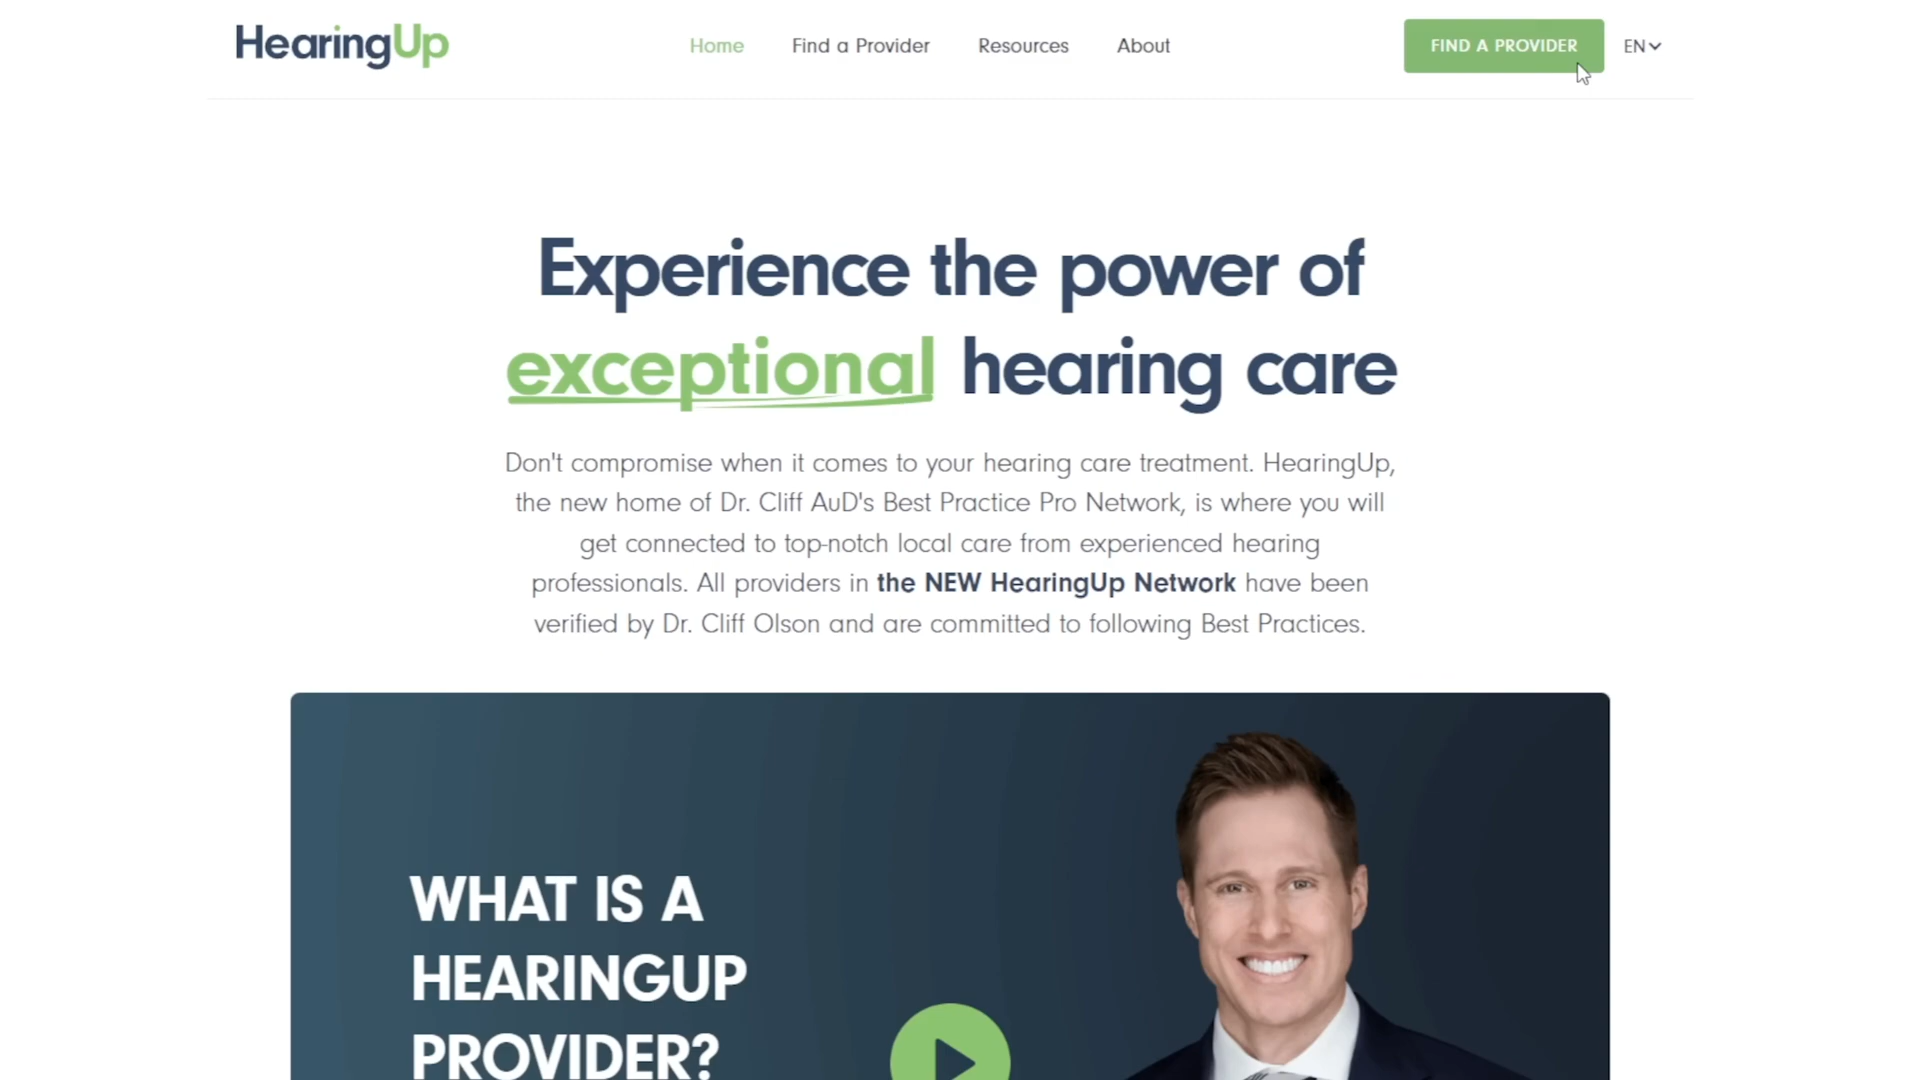 HearingUp
Home
Find a Provider
Resources
About
FIND A PROVIDER
EN
Experience the power of
exceptional hearing care
Don't compromise when it comes to your hearing care treatment. HearingUp,
the new home of Dr. Cliff AuD's Best Practice Pro Network, is where you will
get connected to top-notch local care from experienced hearing
professionals. All providers in the NEW HearingUp Network have been
verified by Dr. Cliff Olson and are committed to following Best Practices.
WHAT IS A
HEARINGUP
PROVIDER?